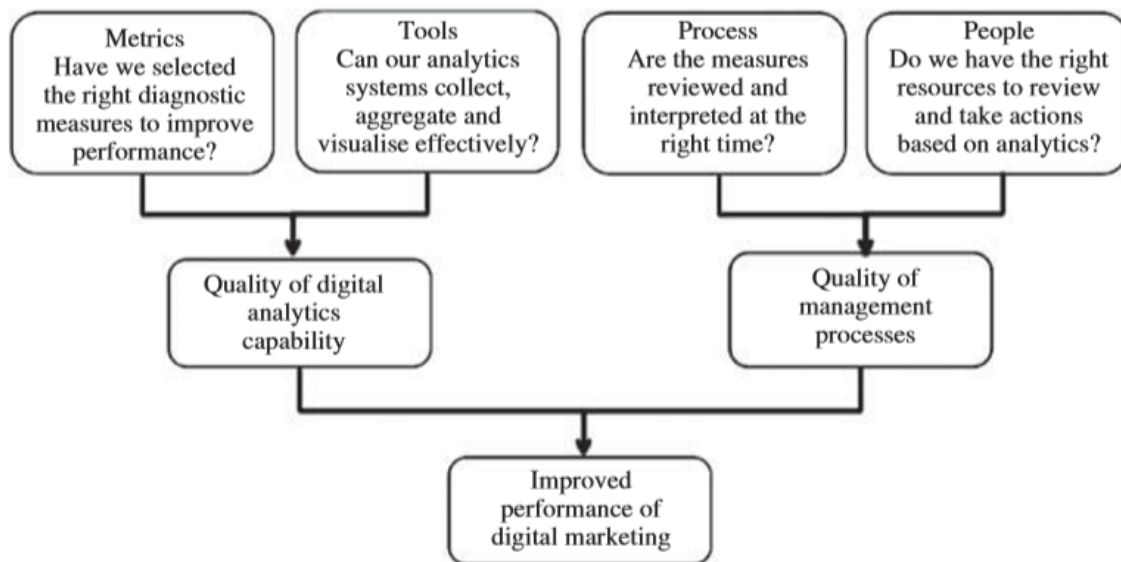 Metrics
Have we selected
the right diagnostic
measures to improve
performance?
Tools
Can our analytics
systems collect,
aggregate and
visualise effectively?
Process
Are the measures
reviewed and
interpreted at the
right time?
People
Do we have the right
resources to review
and take actions
based on analytics?
Quality of digital
analytics
capability
Quality of
management
processes
Improved
performance of
digital marketing